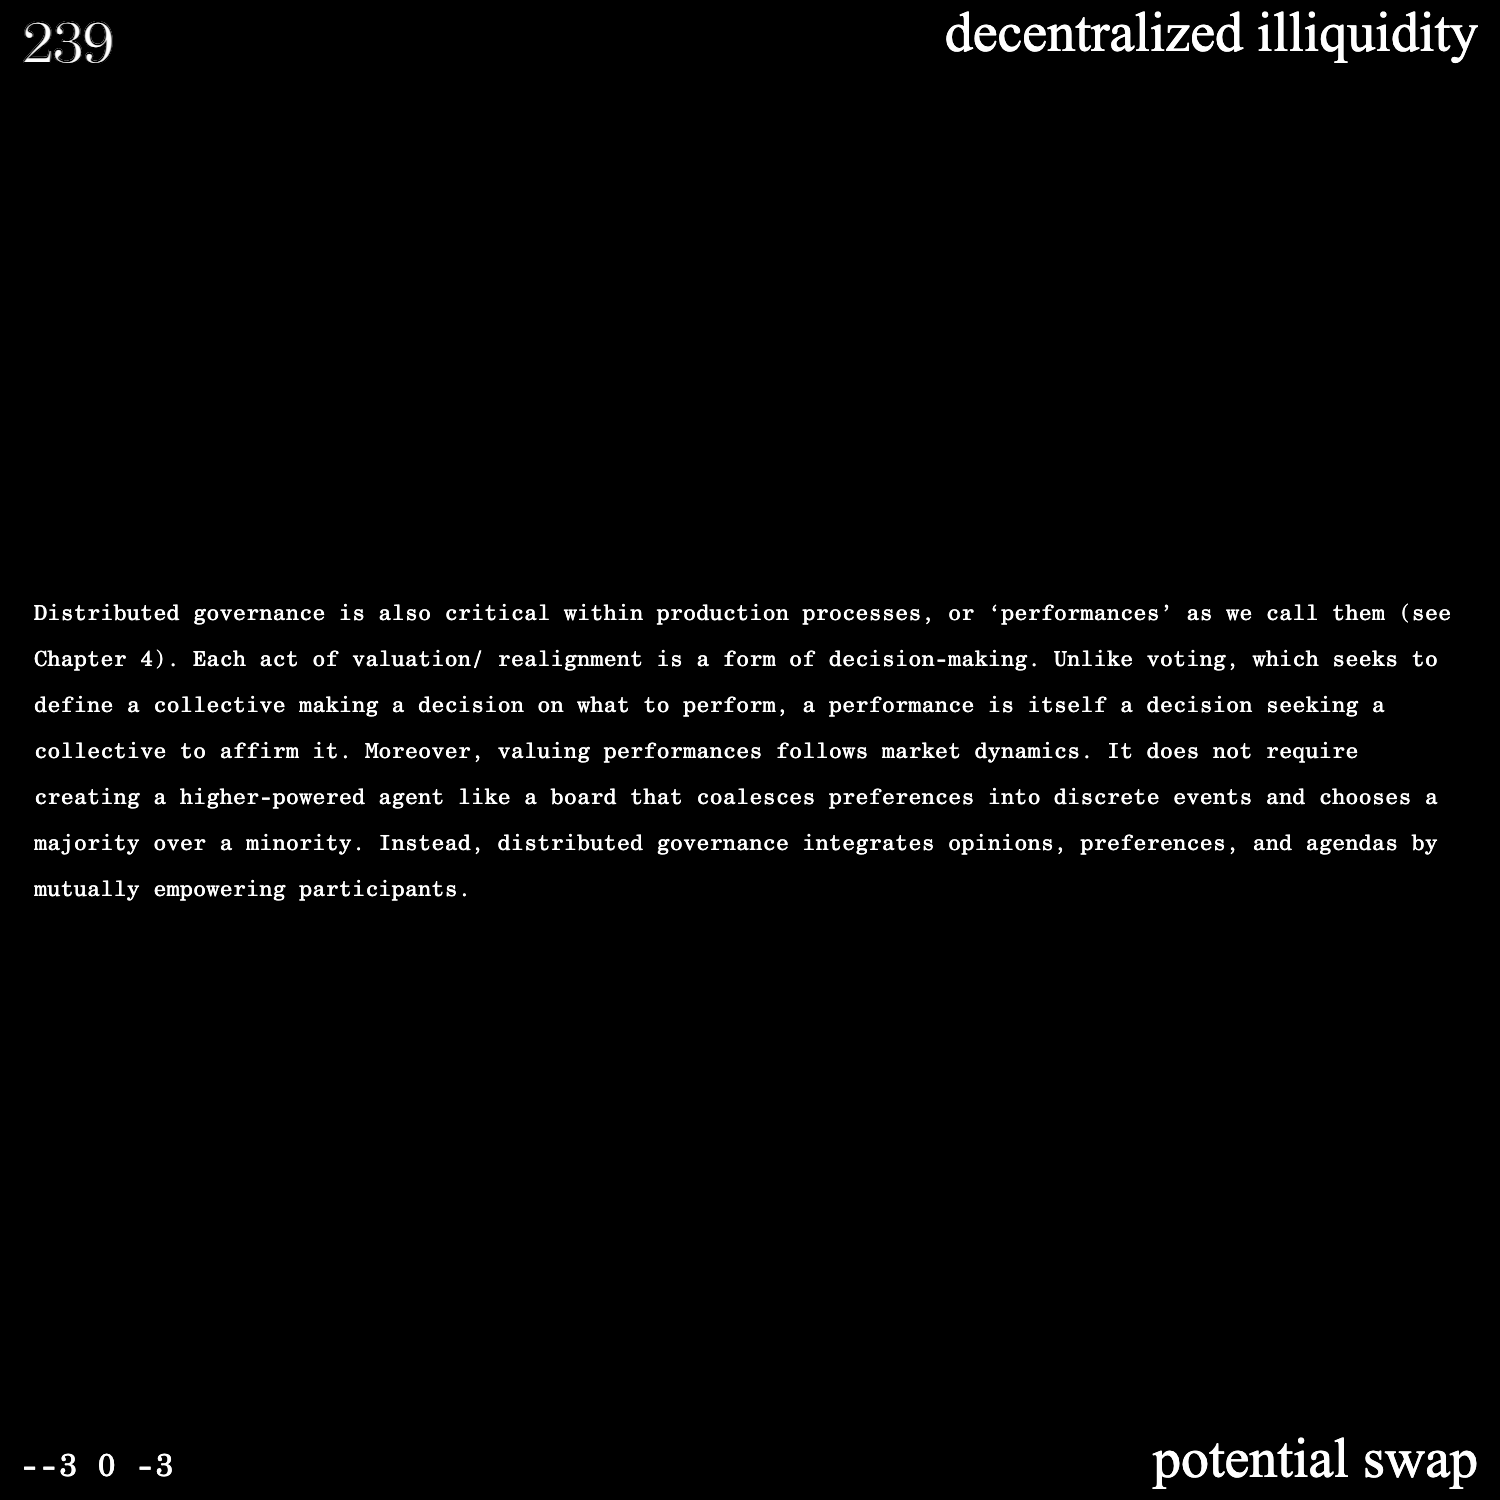 239
decentralized illiquidity
Distributed governance is also critical within production processes, or ‘performances’ as we call them (see
Chapter 4). Each act of valuation/ realignment is a form of decision-making. Unlike voting, which seeks to
define a collective making a decision on what to perform, a performance is itself a decision seeking a
collective to affirm it. Moreover, valuing performances follows market dynamics. It does not require
creating a higher-powered agent like a board that coalesces preferences into discrete events and chooses a
majority over a minority. Instead, distributed governance integrates opinions, preferences, and agendas by
mutually empowering participants.
--3 0 -3
potential swap